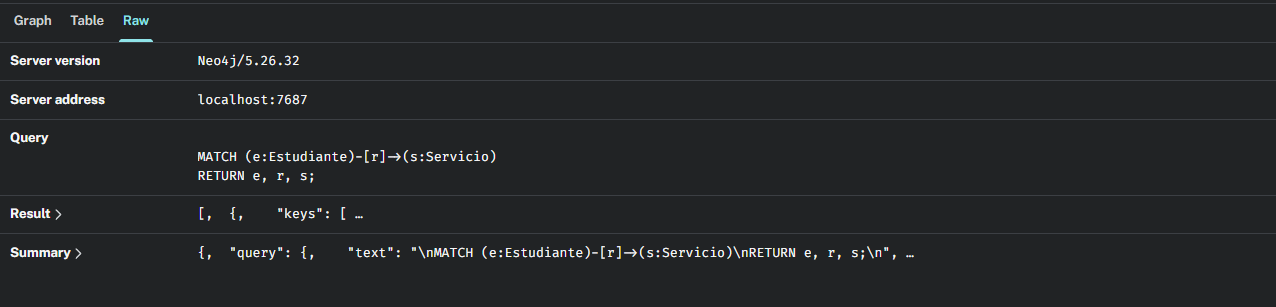 Graph Table Raw
Server version Neo4j/5.26.32
Server address localhost:7687
Query
MATCH (e:Estudiante)-[r]->(s:Servicio)
RETURN e, r, s;
Result > [, {, "keys": [ …
Summary > {, "query": {, "text": "\nMATCH (e:Estudiante)-[r]->(s:Servicio)\nRETURN e, r, s;\n", …